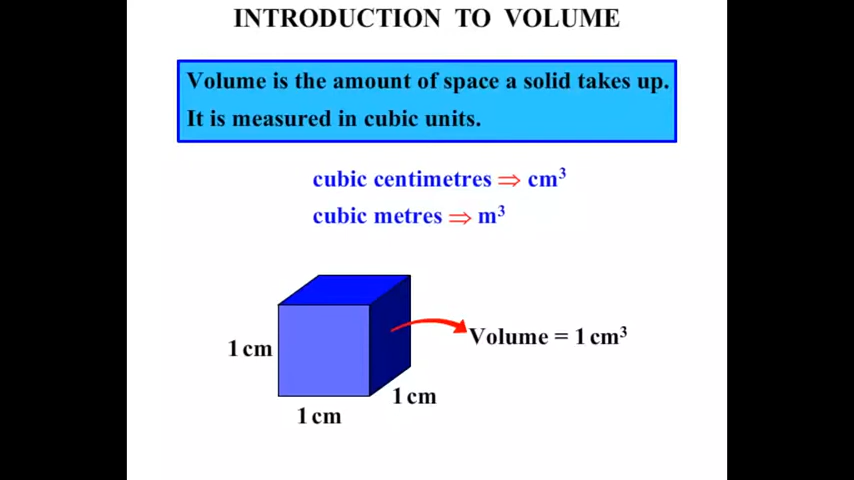 INTRODUCTION TO VOLUME
Volume is the amount of space a solid takes up.
It is measured in cubic units.
cubic centimetres ⇒ cm³
cubic metres ⇒ m³
1 cm
Volume = 1 cm³
1 cm
1 cm